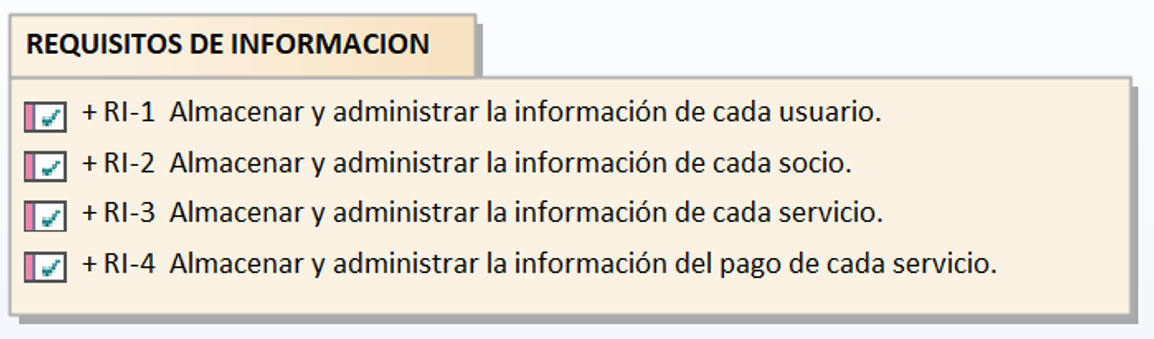 REQUISITOS DE INFORMACION
+ RI-1 Almacenar y administrar la información de cada usuario.
+ RI-2 Almacenar y administrar la información de cada socio.
+ RI-3 Almacenar y administrar la información de cada servicio.
+ RI-4 Almacenar y administrar la información del pago de cada servicio.